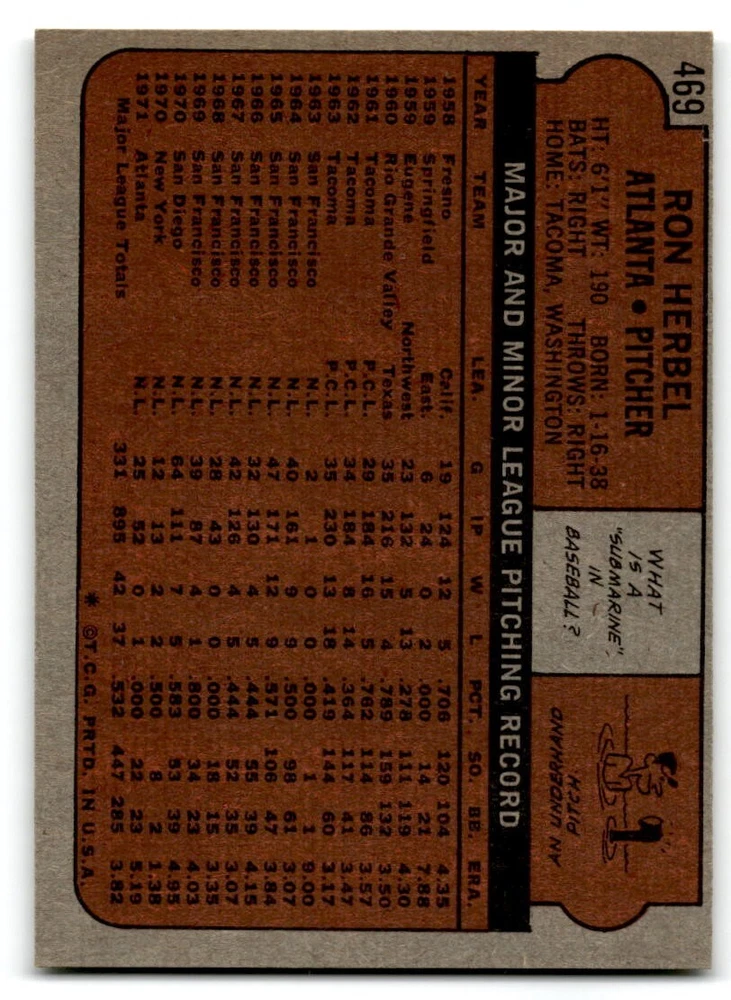 469
RON HERBEL
ATLANTA • PITCHER
HT: 6'1" WT: 190 BORN: 1-16-38
BATS: RIGHT THROWS: RIGHT
HOME: TACOMA, WASHINGTON
WHAT
IS A
"SUBMARINE",
IN
BASEBALL?
AN UNDERHAND
PITCH
MAJOR AND MINOR LEAGUE PITCHING RECORD
YEAR TEAM LEA. G IP W L PCT. SO. BB. ERA.
1958 Fresno Calif. 19 124 12 5 .706 120 104 4.35
1959 Springfield East. 6 24 0 2 .000 14 21 7.88
1959 Eugene Northwest 23 132 5 13 .278 111 119 4.30
1960 Rio Grande Valley Texas 35 216 15 4 .789 159 132 3.50
1961 Tacoma P.C.L. 29 184 16 5 .762 114 86 3.57
1962 Tacoma P.C.L. 34 184 8 14 .364 117 41 3.47
1963 Tacoma P.C.L. 35 230 13 18 .419 144 60 3.17
1963 San Francisco N.L. 2 1 0 0 .000 1 1 9.00
1964 San Francisco N.L. 40 161 9 9 .500 98 61 3.07
1965 San Francisco N.L. 47 171 12 9 .571 106 47 3.84
1966 San Francisco N.L. 32 130 4 5 .444 55 39 4.15
1967 San Francisco N.L. 42 126 4 5 .444 52 35 3.07
1968 San Francisco N.L. 28 43 0 0 .000 18 15 3.35
1969 San Francisco N.L. 39 87 4 1 .800 34 23 4.03
1970 San Diego N.L. 64 111 7 5 .583 53 39 4.95
1970 New York N.L. 12 13 2 2 .500 8 2 1.38
1971 Atlanta N.L. 25 52 0 1 .000 22 23 5.19
Major League Totals 331 895 42 37 .532 447 285 3.82
* ©T.C.G. PRTD. IN U.S.A.